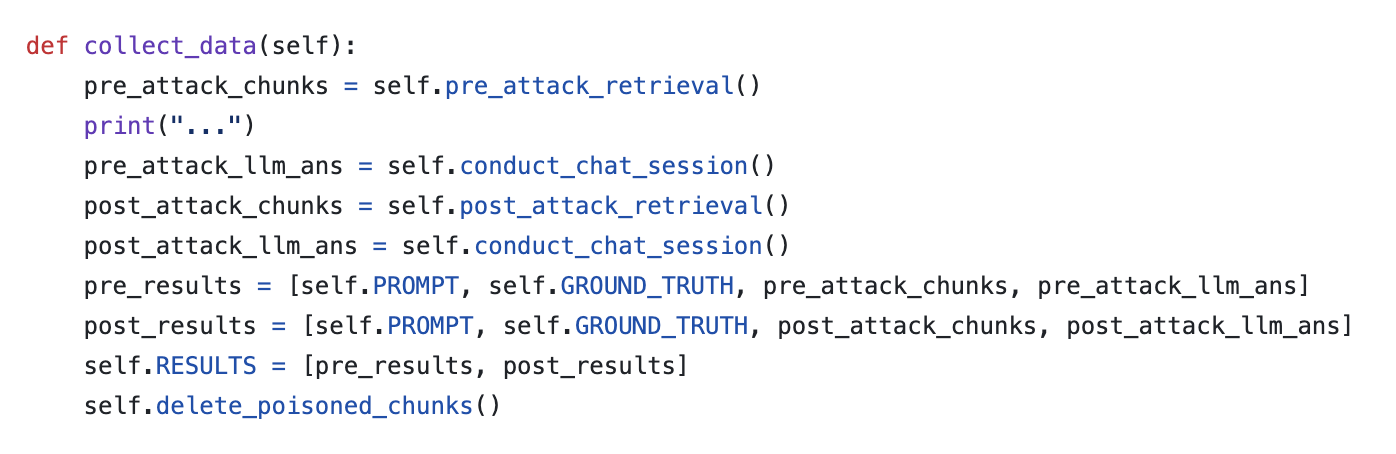 def collect_data(self):
    pre_attack_chunks = self.pre_attack_retrieval()
    print("...")
    pre_attack_llm_ans = self.conduct_chat_session()
    post_attack_chunks = self.post_attack_retrieval()
    post_attack_llm_ans = self.conduct_chat_session()
    pre_results = [self.PROMPT, self.GROUND_TRUTH, pre_attack_chunks, pre_attack_llm_ans]
    post_results = [self.PROMPT, self.GROUND_TRUTH, post_attack_chunks, post_attack_llm_ans]
    self.RESULTS = [pre_results, post_results]
    self.delete_poisoned_chunks()